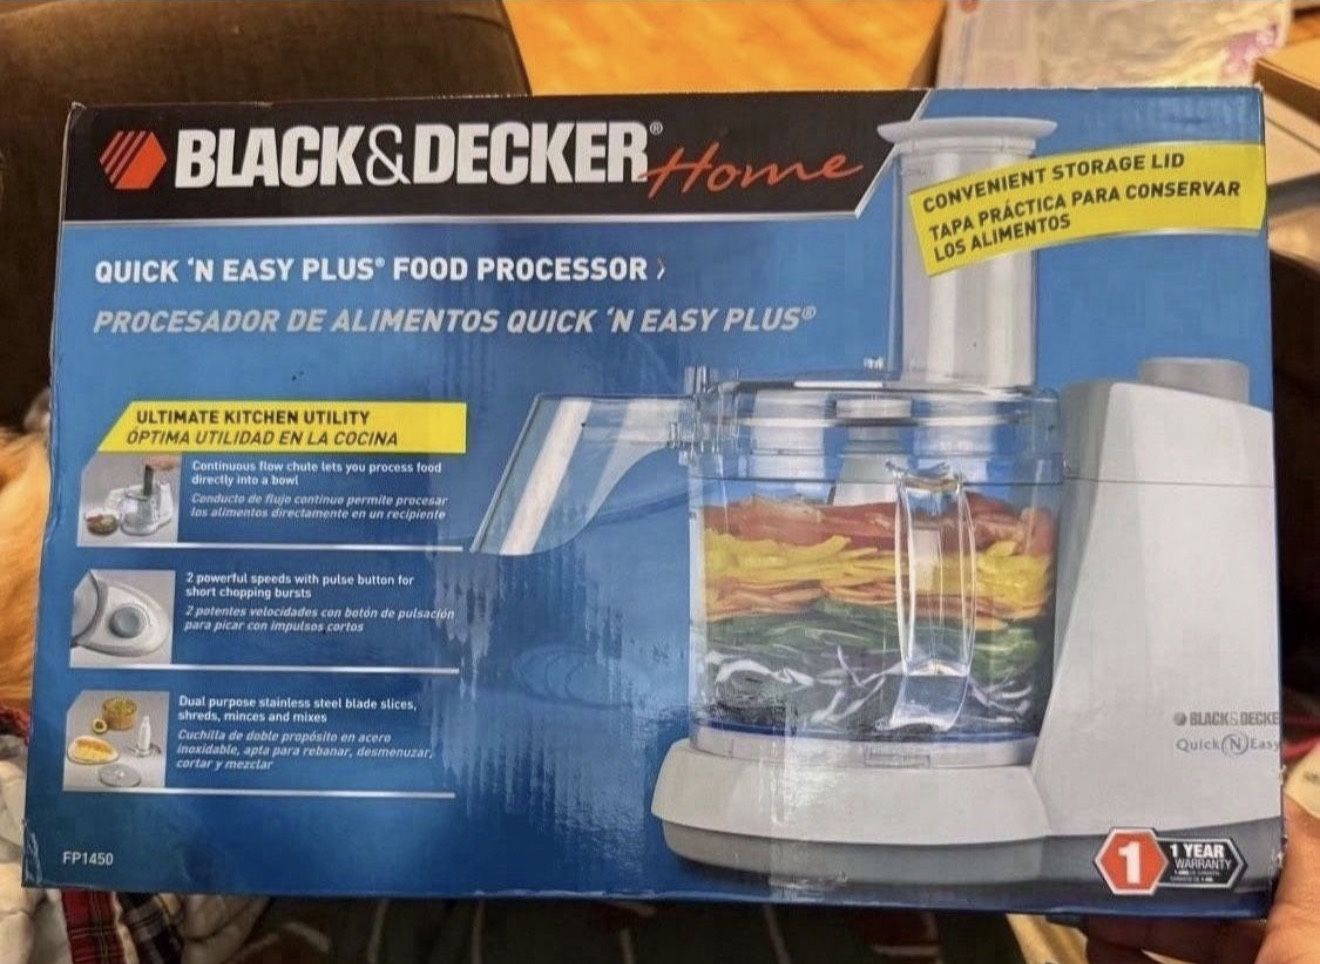 BLACK&DECKER® Home
CONVENIENT STORAGE LID
TAPA PRÁCTICA PARA CONSERVAR
LOS ALIMENTOS
QUICK 'N EASY PLUS® FOOD PROCESSOR >
PROCESADOR DE ALIMENTOS QUICK 'N EASY PLUS®
ULTIMATE KITCHEN UTILITY
ÓPTIMA UTILIDAD EN LA COCINA
Continuous flow chute lets you process food
directly into a bowl
Conducto de flujo continuo permite procesar
los alimentos directamente en un recipiente
2 powerful speeds with pulse button for
short chopping bursts
2 potentes velocidades con botón de pulsación
para picar con impulsos cortos
Dual purpose stainless steel blade slices,
shreds, minces and mixes
Cuchilla de doble propósito en acero
inoxidable, apta para rebanar, desmenuzar,
cortar y mezclar
BLACK&DECKE
Quick N Easy
FP1450
1
1 YEAR
WARRANTY